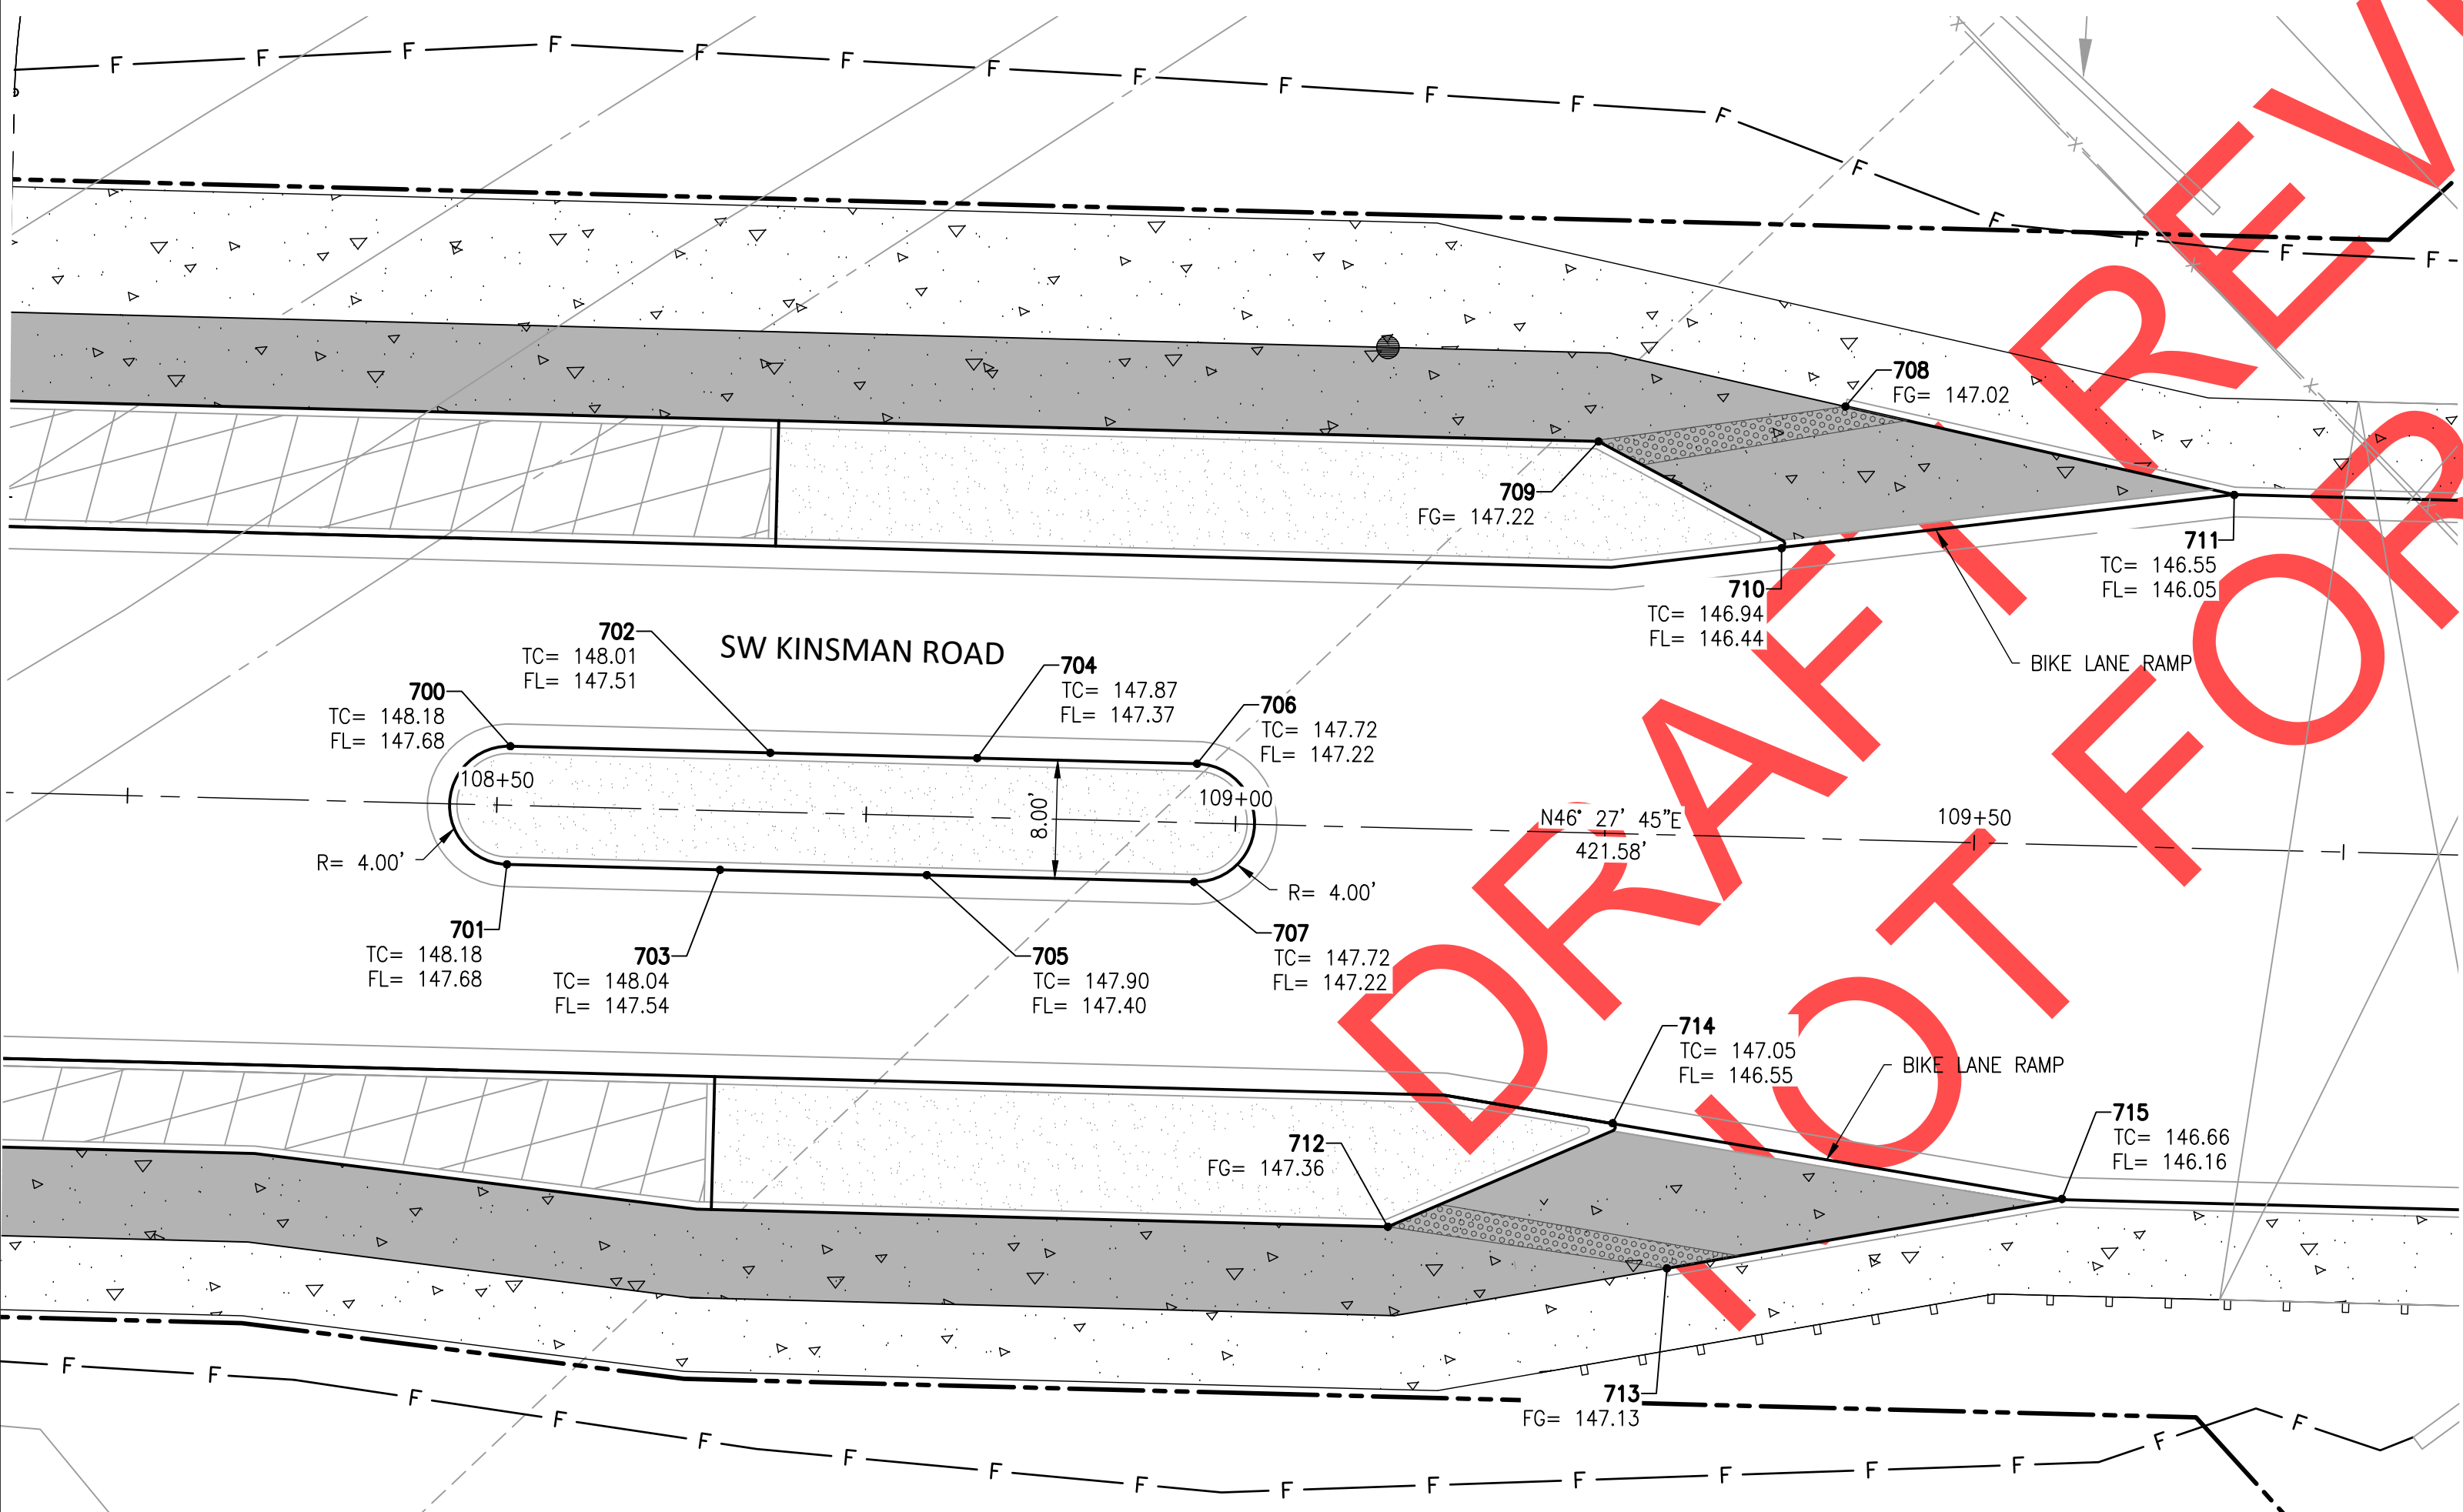 F F F F F F F F F F F F F F F F F
708
FG= 147.02
709
FG= 147.22
711
TC= 146.55
FL= 146.05
710
TC= 146.94
FL= 146.44
BIKE LANE RAMP
SW KINSMAN ROAD
702
TC= 148.01
FL= 147.51
704
TC= 147.87
FL= 147.37
700
TC= 148.18
FL= 147.68
706
TC= 147.72
FL= 147.22
108+50
109+00
8.00'
N46° 27' 45"E
421.58'
109+50
R= 4.00'
R= 4.00'
701
TC= 148.18
FL= 147.68
703
TC= 148.04
FL= 147.54
705
TC= 147.90
FL= 147.40
707
TC= 147.72
FL= 147.22
714
TC= 147.05
FL= 146.55
BIKE LANE RAMP
715
TC= 146.66
FL= 146.16
712
FG= 147.36
713
FG= 147.13
F F F F F F F F F F F F F F F F
DRAFT REV
OT FOR